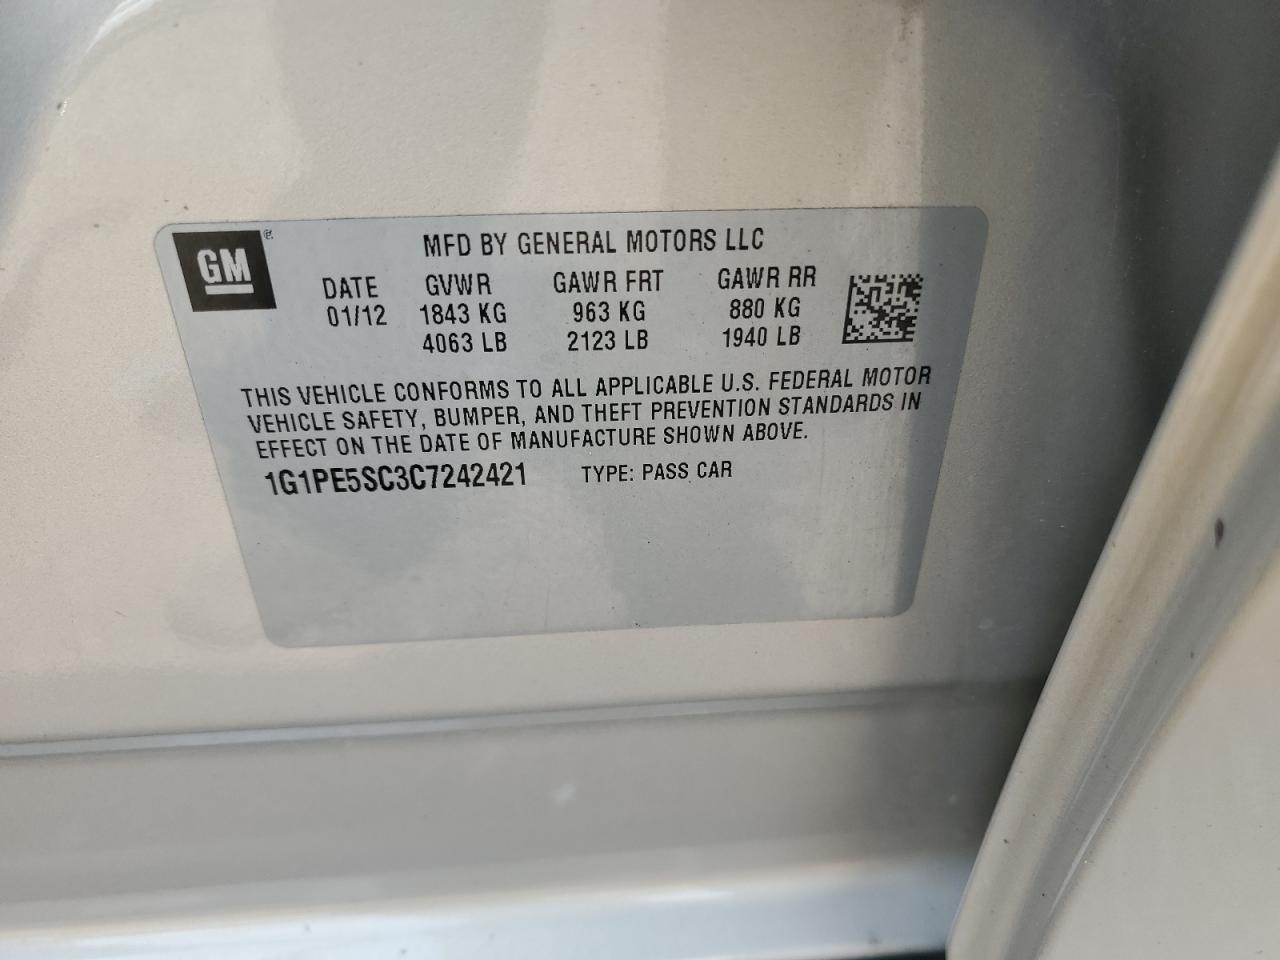 GM
MFD BY GENERAL MOTORS LLC
DATE GVWR GAWR FRT GAWR RR
01/12 1843 KG 963 KG 880 KG
4063 LB 2123 LB 1940 LB
THIS VEHICLE CONFORMS TO ALL APPLICABLE U.S. FEDERAL MOTOR
VEHICLE SAFETY, BUMPER, AND THEFT PREVENTION STANDARDS IN
EFFECT ON THE DATE OF MANUFACTURE SHOWN ABOVE.
1G1PE5SC3C7242421 TYPE: PASS CAR